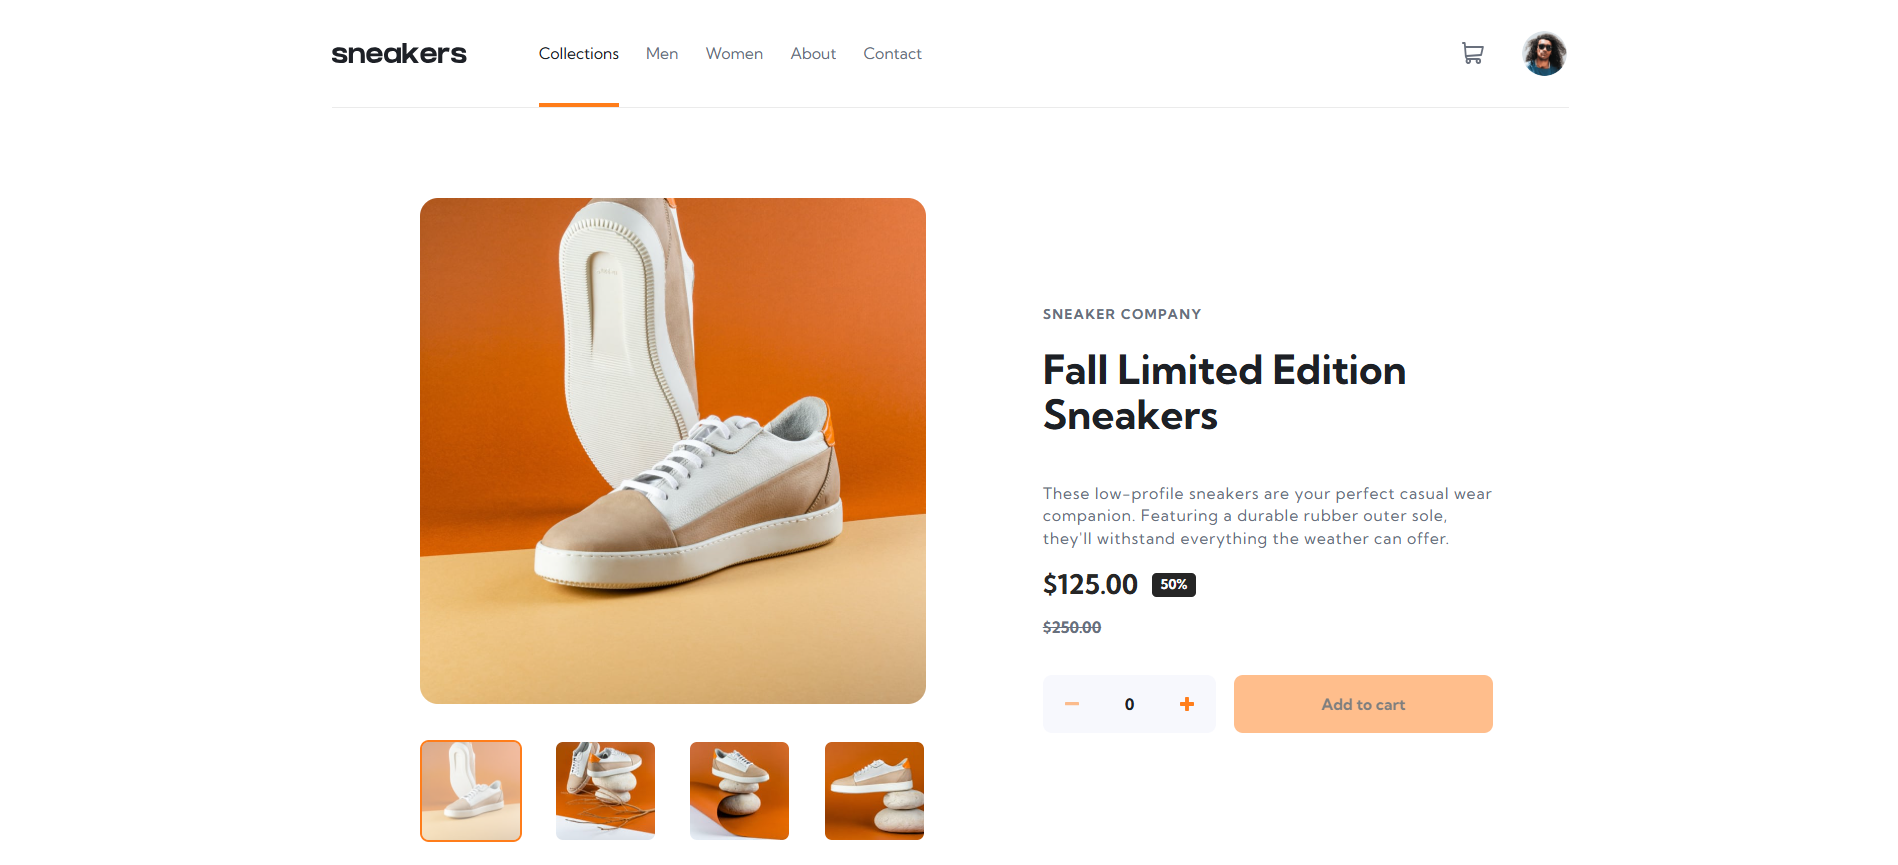 sneakers
Collections Men Women About Contact
SNEAKER COMPANY
Fall Limited Edition
Sneakers
These low-profile sneakers are your perfect casual wear
companion. Featuring a durable rubber outer sole,
they'll withstand everything the weather can offer.
$125.00 50%
$250.00
0
Add to cart